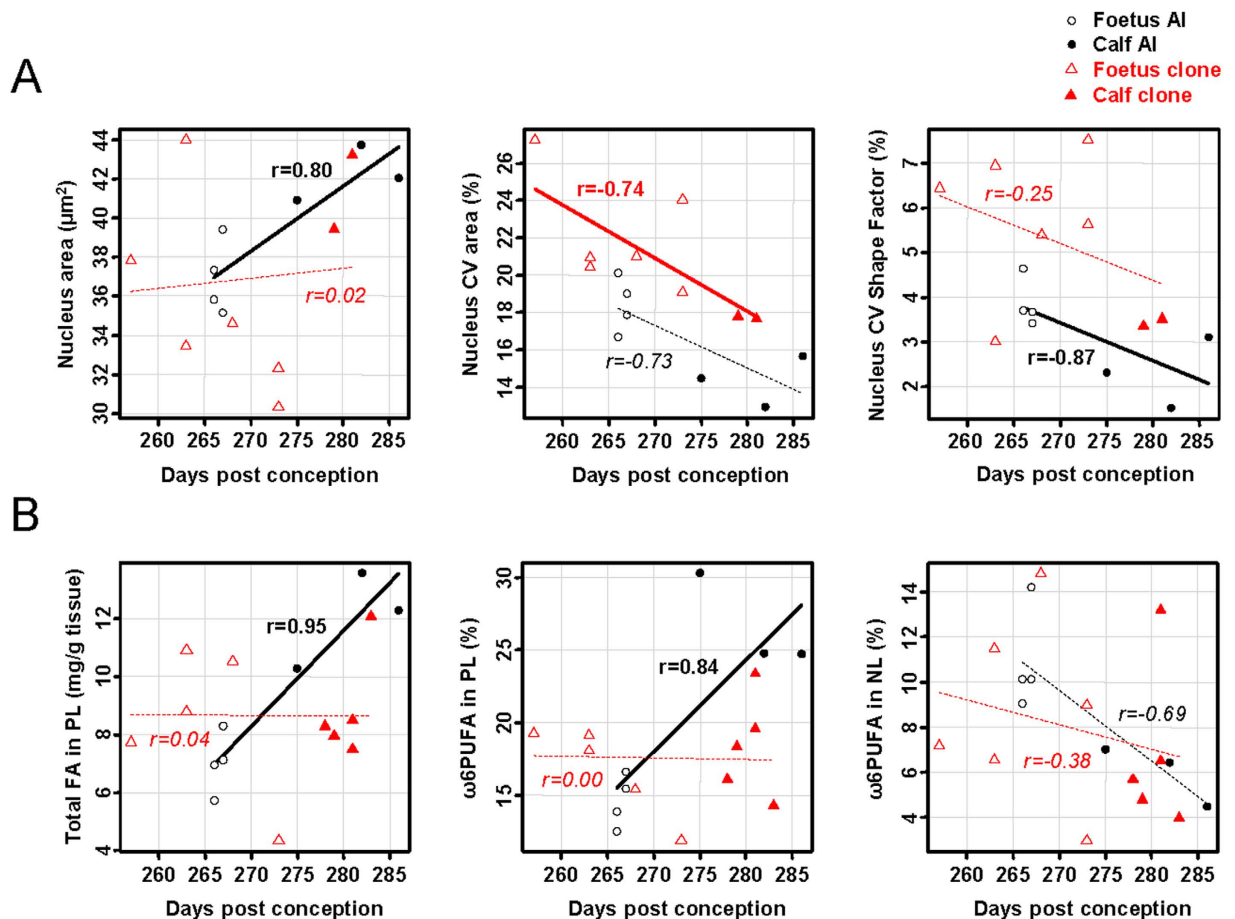 Foetus AI
Calf AI
Foetus clone
Calf clone
A
Nucleus area (µm²)
44
42
40
38
36
34
32
30
r=0.80
r=0.02
260 265 270 275 280 285
Days post conception
Nucleus CV area (%)
26
24
22
20
18
16
14
r=-0.74
r=-0.73
260 265 270 275 280 285
Days post conception
Nucleus CV Shape Factor (%)
7
6
5
4
3
2
r=-0.25
r=-0.87
260 265 270 275 280 285
Days post conception
B
Total FA in PL (mg/g tissue)
12
10
8
6
4
r=0.95
r=0.04
260 265 270 275 280 285
Days post conception
ω6PUFA in PL (%)
30
25
20
15
r=0.84
r=0.00
260 265 270 275 280 285
Days post conception
ω6PUFA in NL (%)
14
12
10
8
6
4
r=-0.69
r=-0.38
260 265 270 275 280 285
Days post conception